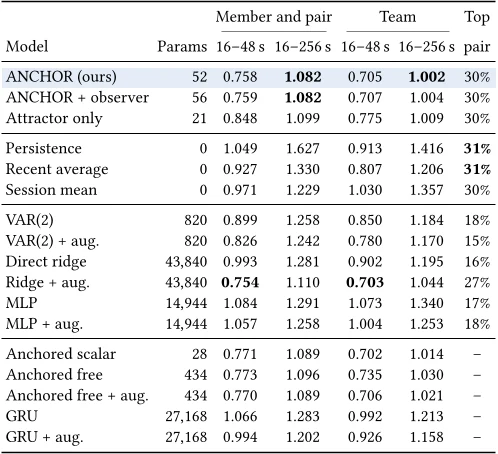 Member and pair Team Top
Model Params 16–48 s 16–256 s 16–48 s 16–256 s pair
ANCHOR (ours) 52 0.758 1.082 0.705 1.002 30%
ANCHOR + observer 56 0.759 1.082 0.707 1.004 30%
Attractor only 21 0.848 1.099 0.775 1.009 30%
Persistence 0 1.049 1.627 0.913 1.416 31%
Recent average 0 0.927 1.330 0.807 1.206 31%
Session mean 0 0.971 1.229 1.030 1.357 30%
VAR(2) 820 0.899 1.258 0.850 1.184 18%
VAR(2) + aug. 820 0.826 1.242 0.780 1.170 15%
Direct ridge 43,840 0.993 1.281 0.902 1.195 16%
Ridge + aug. 43,840 0.754 1.110 0.703 1.044 27%
MLP 14,944 1.084 1.291 1.073 1.340 17%
MLP + aug. 14,944 1.057 1.258 1.004 1.253 18%
Anchored scalar 28 0.771 1.089 0.702 1.014 –
Anchored free 434 0.773 1.096 0.735 1.030 –
Anchored free + aug. 434 0.770 1.089 0.706 1.021 –
GRU 27,168 1.066 1.283 0.992 1.213 –
GRU + aug. 27,168 0.994 1.202 0.926 1.158 –